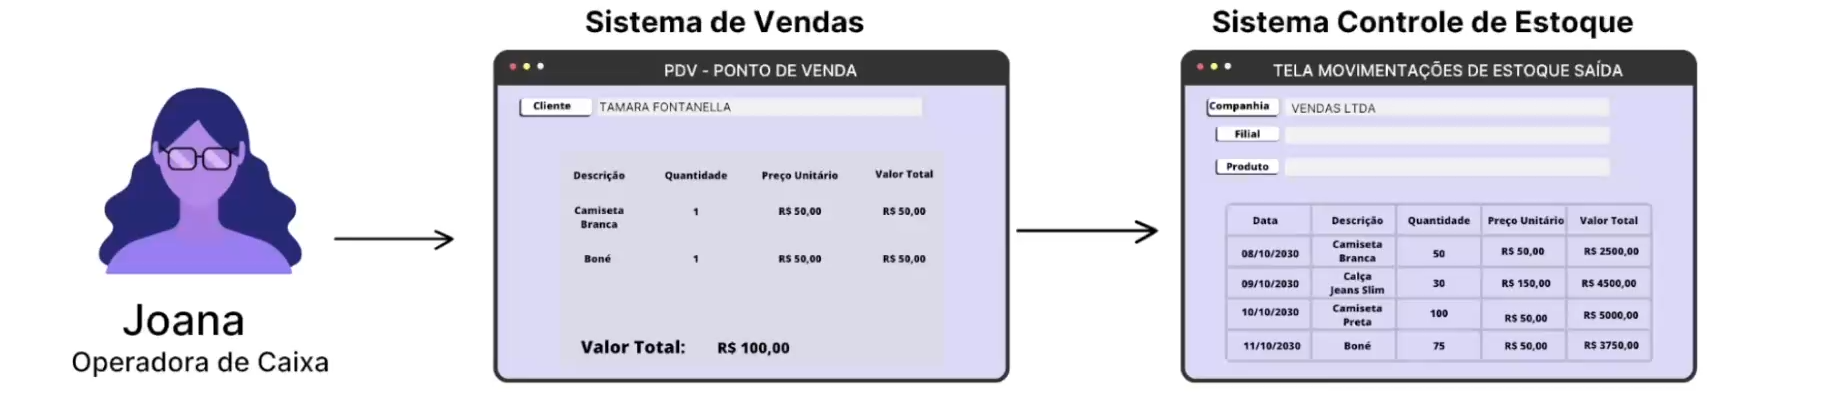 Sistema de Vendas
Sistema Controle de Estoque
PDV - PONTO DE VENDA
Cliente TAMARA FONTANELLA
Descrição Quantidade Preço Unitário Valor Total
Camiseta Branca 1 R$ 50,00 R$ 50,00
Boné 1 R$ 50,00 R$ 50,00
Valor Total: R$ 100,00
TELA MOVIMENTAÇÕES DE ESTOQUE SAÍDA
Companhia VENDAS LTDA
Filial
Produto
Data Descrição Quantidade Preço Unitário Valor Total
08/10/2030 Camiseta Branca 50 R$ 50,00 R$ 2500,00
09/10/2030 Calça Jeans Slim 30 R$ 150,00 R$ 4500,00
10/10/2030 Camiseta Preta 100 R$ 50,00 R$ 5000,00
11/10/2030 Boné 75 R$ 50,00 R$ 3750,00
Joana
Operadora de Caixa